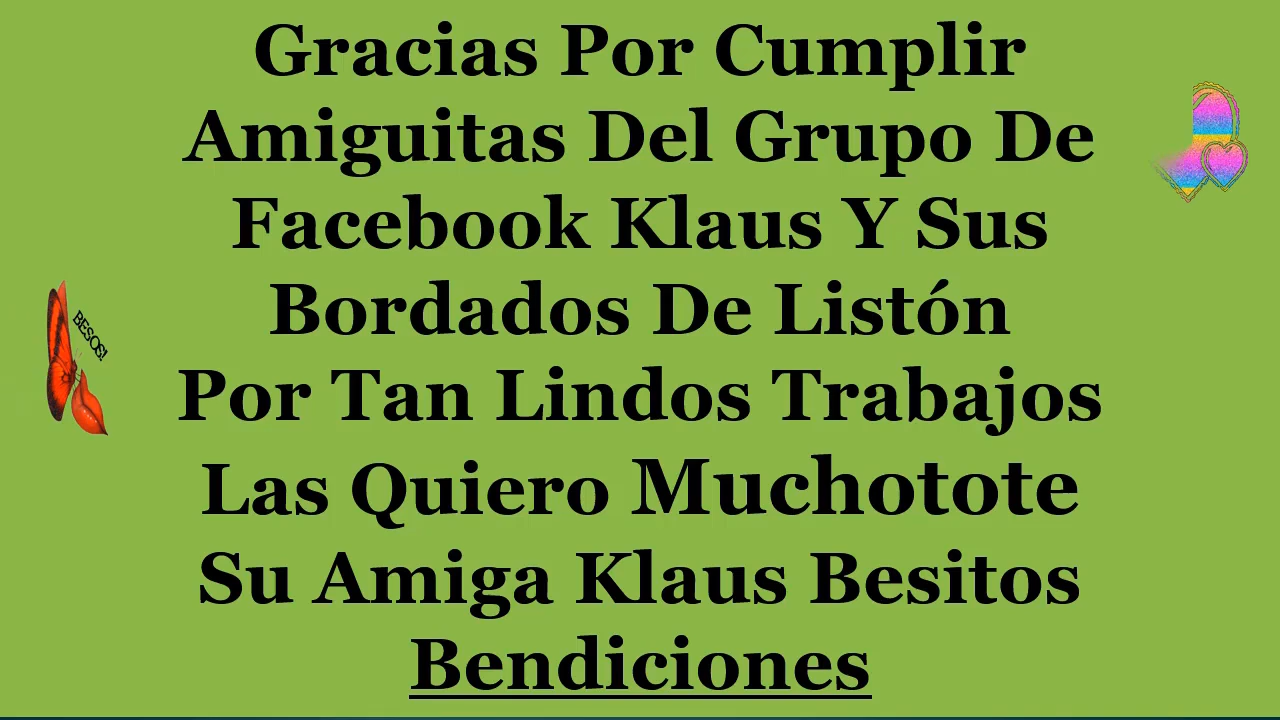 Gracias Por Cumplir
Amiguitas Del Grupo De
Facebook Klaus Y Sus
Bordados De Listón
BESOS!
Por Tan Lindos Trabajos
Las Quiero Muchotote
Su Amiga Klaus Besitos
Bendiciones